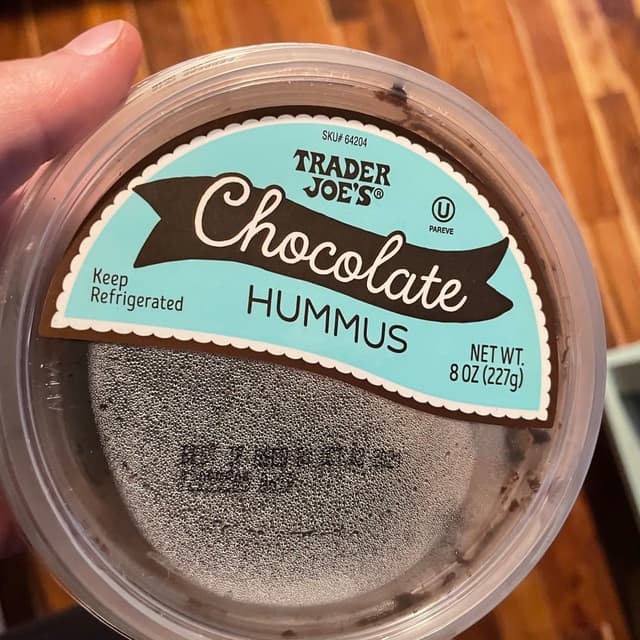 SKU# 64204
TRADER
JOE'S®
U
PAREVE
Chocolate
HUMMUS
Keep
Refrigerated
NET WT.
8 OZ (227g)